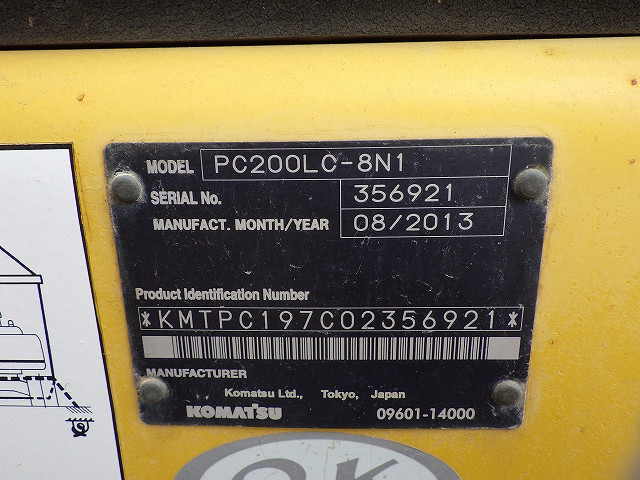 MODEL PC200LC-8N1
SERIAL No. 356921
MANUFACT. MONTH/YEAR 08/2013
Product Identification Number
*KMTPC197C02356921*
MANUFACTURER
Komatsu Ltd., Tokyo, Japan
KOMATSU 09601-14000
OK